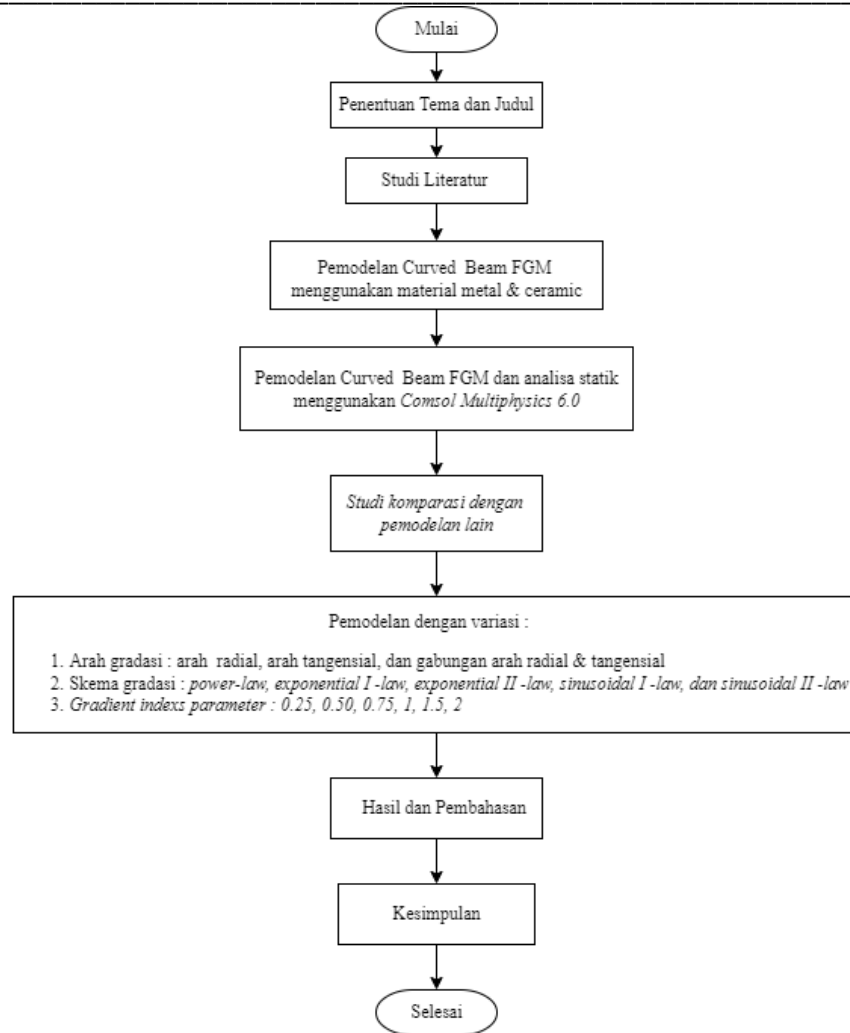 Mulai
Penentuan Tema dan Judul
Studi Literatur
Pemodelan Curved Beam FGM
menggunakan material metal & ceramic
Pemodelan Curved Beam FGM dan analisa statik
menggunakan Comsol Multiphysics 6.0
Studi komparasi dengan
pemodelan lain
Pemodelan dengan variasi :
1. Arah gradasi : arah radial, arah tangensial, dan gabungan arah radial & tangensial
2. Skema gradasi : power-law, exponential I -law, exponential II -law, sinusoidal I -law, dan sinusoidal II -law
3. Gradient indexs parameter : 0.25, 0.50, 0.75, 1, 1.5, 2
Hasil dan Pembahasan
Kesimpulan
Selesai